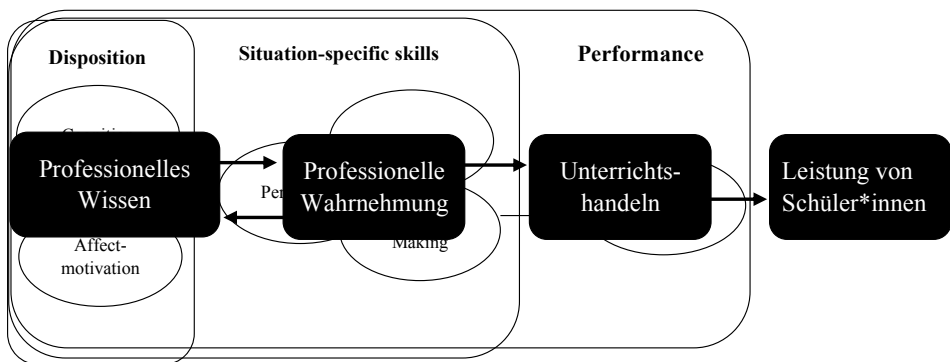 Disposition
Situation-specific skills
Performance
Professionelles
Wissen
Professionelle
Wahrnehmung
Unterrichts-
handeln
Leistung von
Schüler*innen
Making
Affect-
motivation